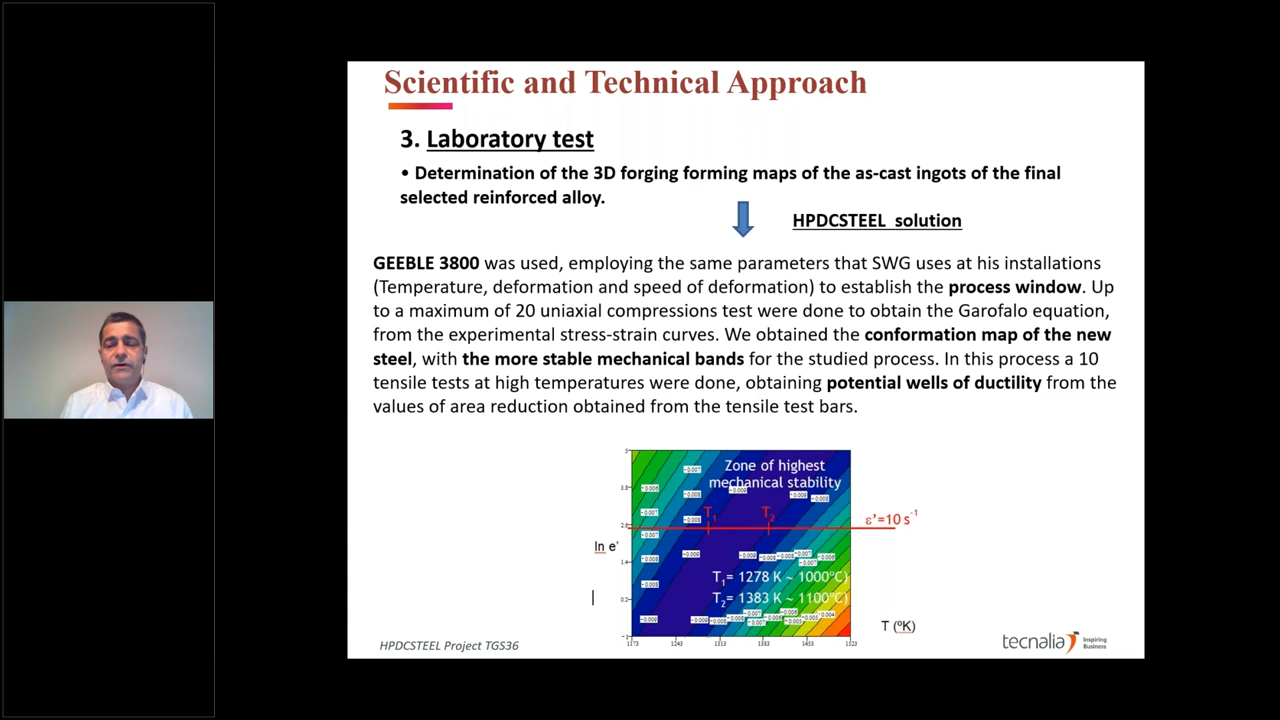 Scientific and Technical Approach
3. Laboratory test
• Determination of the 3D forging forming maps of the as-cast ingots of the final
selected reinforced alloy.
HPDCSTEEL solution
GEEBLE 3800 was used, employing the same parameters that SWG uses at his installations
(Temperature, deformation and speed of deformation) to establish the process window. Up
to a maximum of 20 uniaxial compressions test were done to obtain the Garofalo equation,
from the experimental stress-strain curves. We obtained the conformation map of the new
steel, with the more stable mechanical bands for the studied process. In this process a 10
tensile tests at high temperatures were done, obtaining potential wells of ductility from the
values of area reduction obtained from the tensile test bars.
Zone of highest
mechanical stability
T1 T2
ε'=10 s-1
ln e'
T1= 1278 K ~ 1000ºC)
T2= 1383 K ~ 1100ºC)
T (ºK)
1173 1243 1313 1383 1453 1523
HPDCSTEEL Project TGS36
tecnalia Inspiring
Business